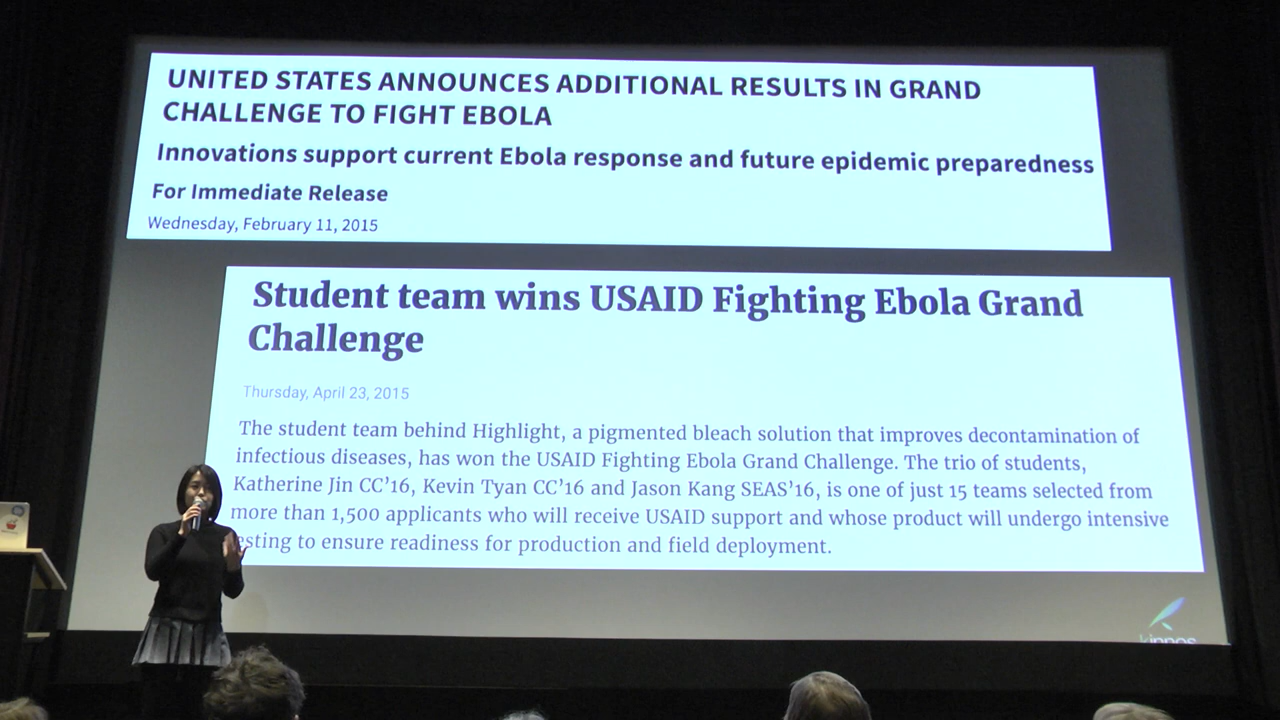 UNITED STATES ANNOUNCES ADDITIONAL RESULTS IN GRAND
CHALLENGE TO FIGHT EBOLA
Innovations support current Ebola response and future epidemic preparedness
For Immediate Release
Wednesday, February 11, 2015
Student team wins USAID Fighting Ebola Grand
Challenge
Thursday, April 23, 2015
The student team behind Highlight, a pigmented bleach solution that improves decontamination of
infectious diseases, has won the USAID Fighting Ebola Grand Challenge. The trio of students,
Katherine Jin CC'16, Kevin Tyan CC'16 and Jason Kang SEAS'16, is one of just 15 teams selected from
more than 1,500 applicants who will receive USAID support and whose product will undergo intensive
esting to ensure readiness for production and field deployment.
kinnos